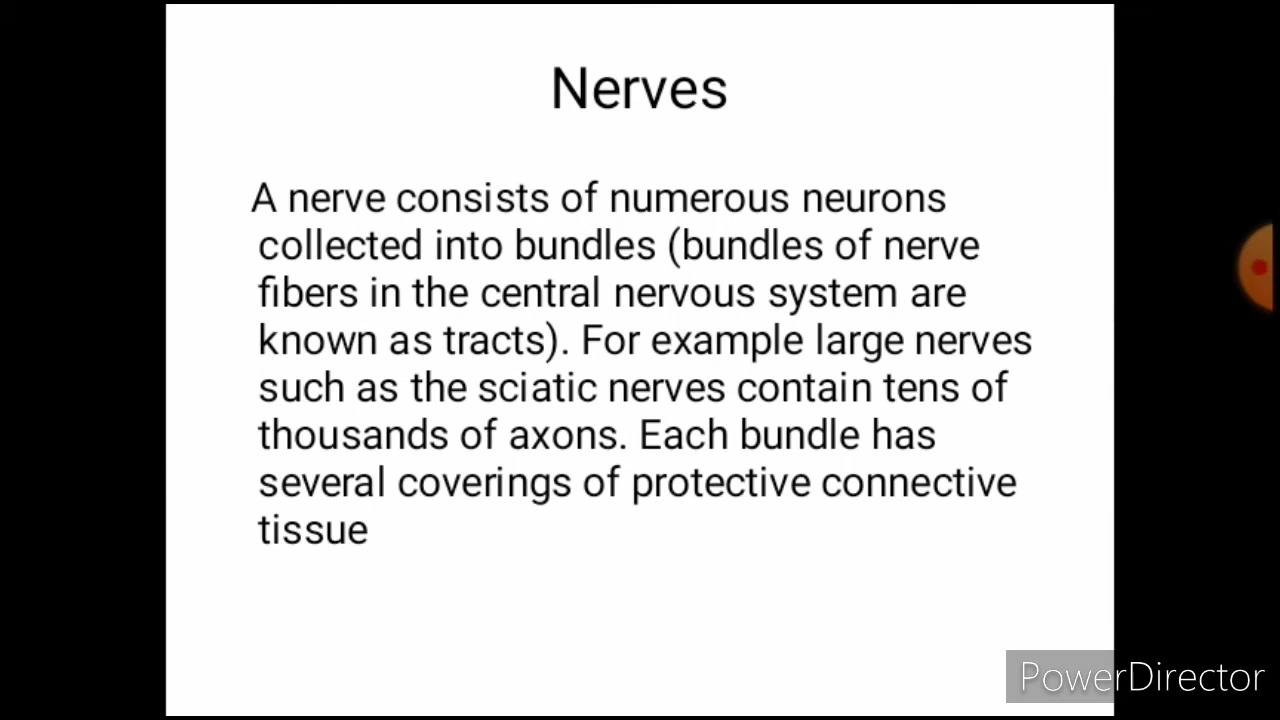 Nerves
A nerve consists of numerous neurons
collected into bundles (bundles of nerve
fibers in the central nervous system are
known as tracts). For example large nerves
such as the sciatic nerves contain tens of
thousands of axons. Each bundle has
several coverings of protective connective
tissue
PowerDirector